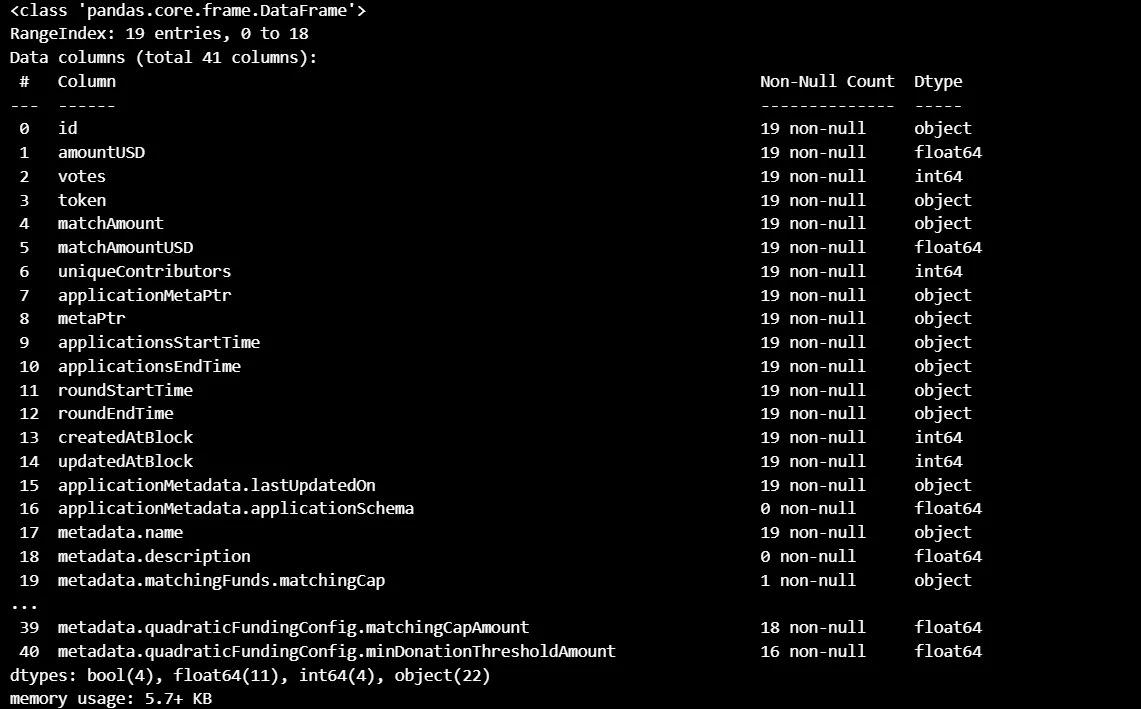 <class 'pandas.core.frame.DataFrame'>
RangeIndex: 19 entries, 0 to 18
Data columns (total 41 columns):
 #   Column                                                                                Non-Null Count  Dtype
---  ------                                                                                --------------  -----
 0   id                                                                                    19 non-null     object
 1   amountUSD                                                                             19 non-null     float64
 2   votes                                                                                 19 non-null     int64
 3   token                                                                                 19 non-null     object
 4   matchAmount                                                                           19 non-null     object
 5   matchAmountUSD                                                                        19 non-null     float64
 6   uniqueContributors                                                                    19 non-null     int64
 7   applicationMetaPtr                                                                    19 non-null     object
 8   metaPtr                                                                               19 non-null     object
 9   applicationsStartTime                                                                 19 non-null     object
 10  applicationsEndTime                                                                   19 non-null     object
 11  roundStartTime                                                                        19 non-null     object
 12  roundEndTime                                                                          19 non-null     object
 13  createdAtBlock                                                                        19 non-null     int64
 14  updatedAtBlock                                                                        19 non-null     int64
 15  applicationMetadata.lastUpdatedOn                                                     19 non-null     object
 16  applicationMetadata.applicationSchema                                                 0 non-null      float64
 17  metadata.name                                                                         19 non-null     object
 18  metadata.description                                                                  0 non-null      float64
 19  metadata.matchingFunds.matchingCap                                                    1 non-null      object
...
 39  metadata.quadraticFundingConfig.matchingCapAmount                                     18 non-null     float64
 40  metadata.quadraticFundingConfig.minDonationThresholdAmount                            16 non-null     float64
dtypes: bool(4), float64(11), int64(4), object(22)
memory usage: 5.7+ KB